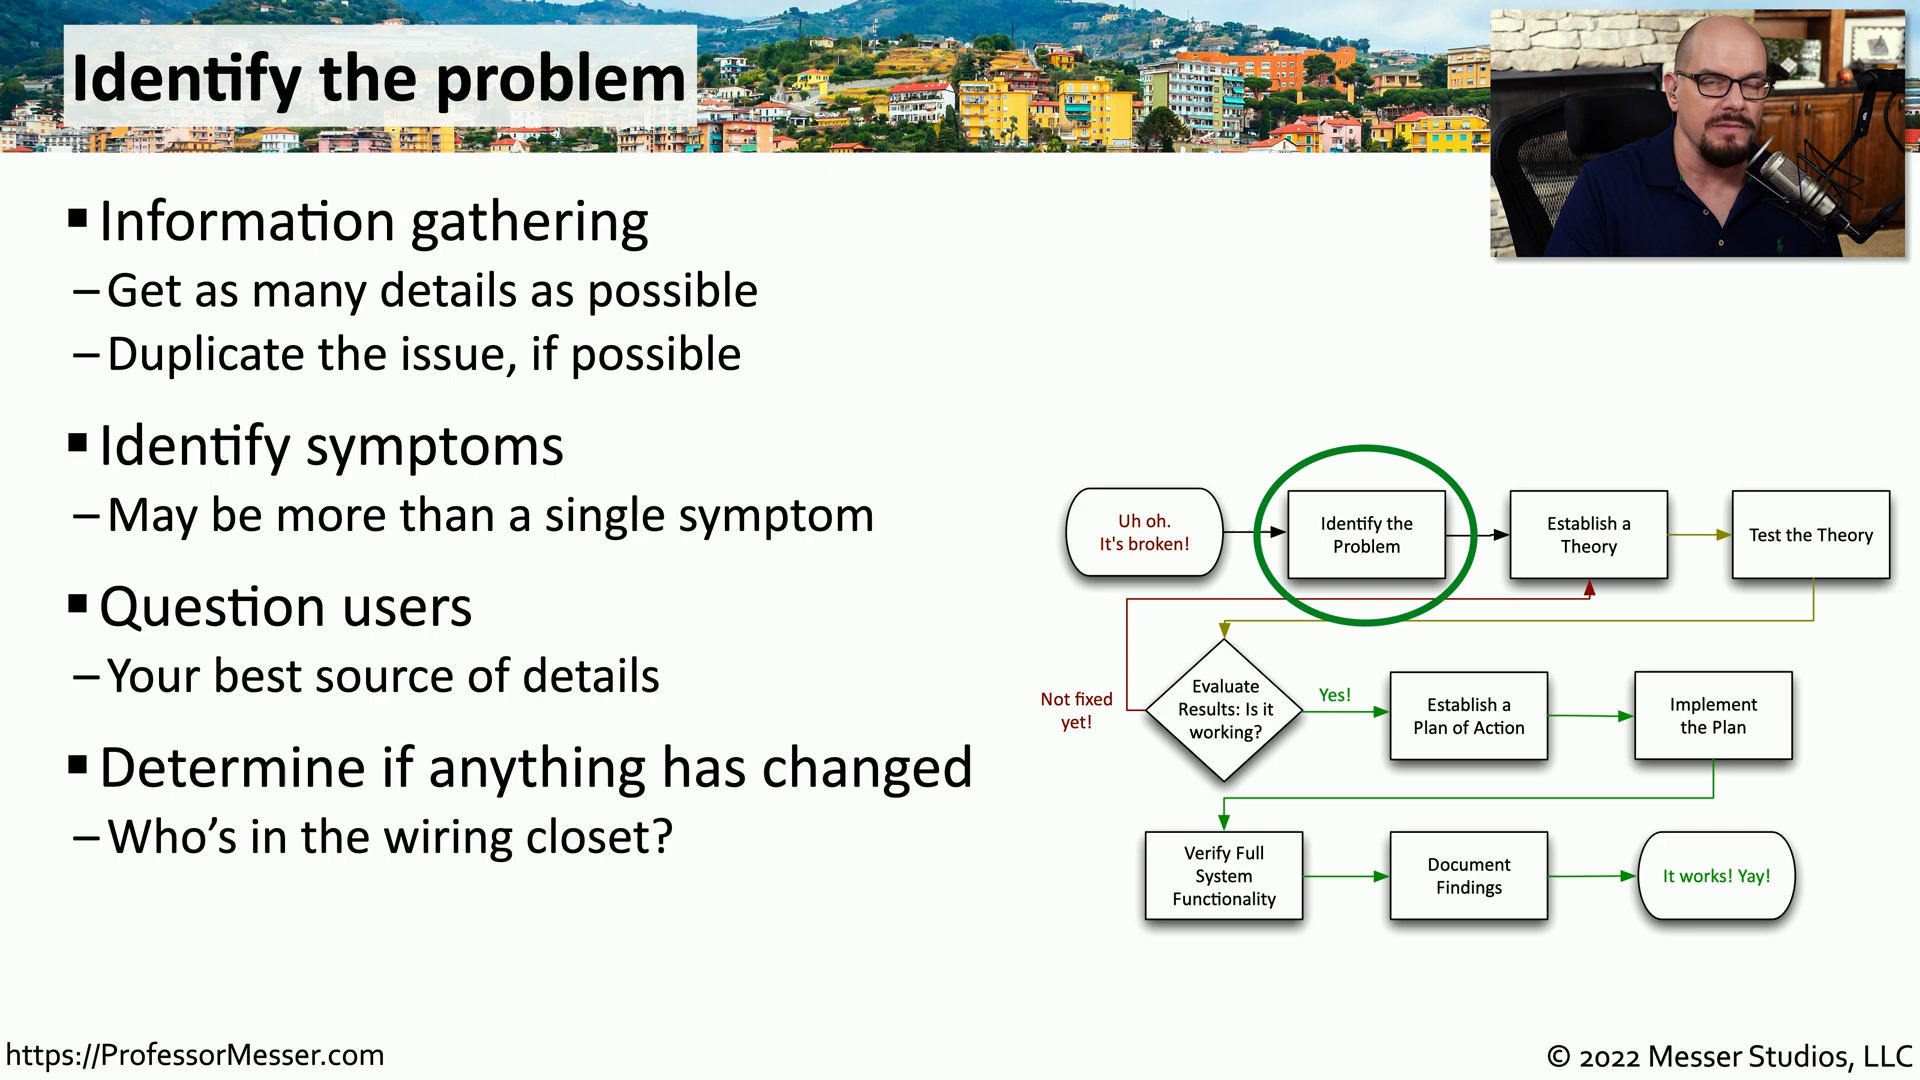 Identify the problem
▪ Information gathering
– Get as many details as possible
– Duplicate the issue, if possible
▪ Identify symptoms
– May be more than a single symptom
▪ Question users
– Your best source of details
▪ Determine if anything has changed
– Who's in the wiring closet?
Uh oh.
It's broken!
Identify the
Problem
Establish a
Theory
Test the Theory
Not fixed
yet!
Evaluate
Results: Is it
working?
Yes!
Establish a
Plan of Action
Implement
the Plan
Verify Full
System
Functionality
Document
Findings
It works! Yay!
https://ProfessorMesser.com
© 2022 Messer Studios, LLC